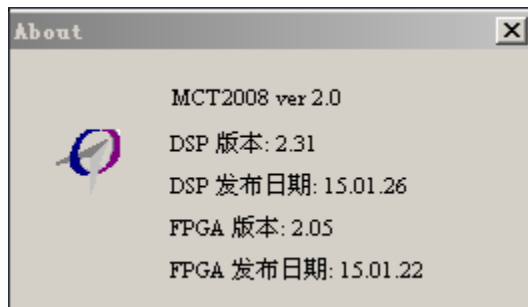 About
MCT2008 ver 2.0
DSP 版本: 2.31
DSP 发布日期: 15.01.26
FPGA 版本: 2.05
FPGA 发布日期: 15.01.22